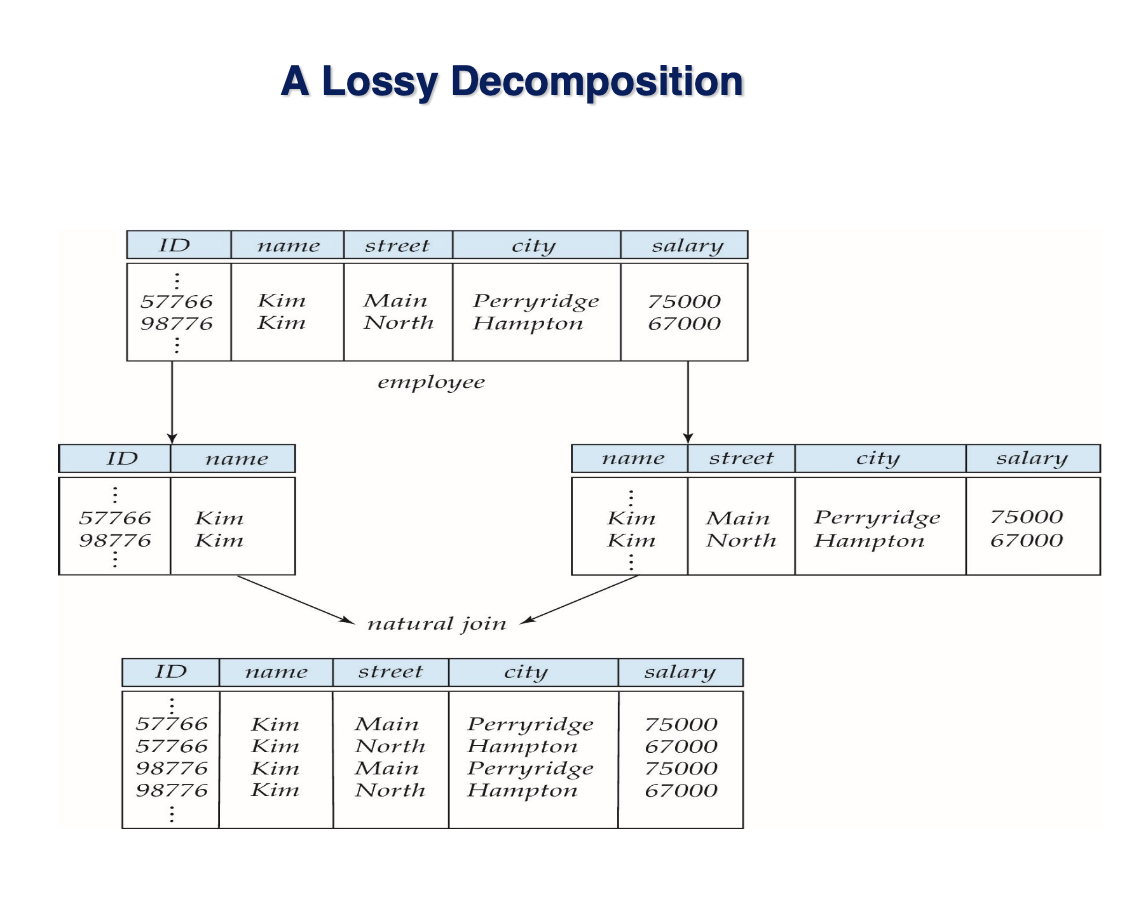 A Lossy Decomposition
ID name street city salary
⋮
57766 Kim Main Perryridge 75000
98776 Kim North Hampton 67000
⋮
employee
ID name
⋮
57766 Kim
98776 Kim
⋮
name street city salary
⋮
Kim Main Perryridge 75000
Kim North Hampton 67000
⋮
natural join
ID name street city salary
⋮
57766 Kim Main Perryridge 75000
57766 Kim North Hampton 67000
98776 Kim Main Perryridge 75000
98776 Kim North Hampton 67000
⋮